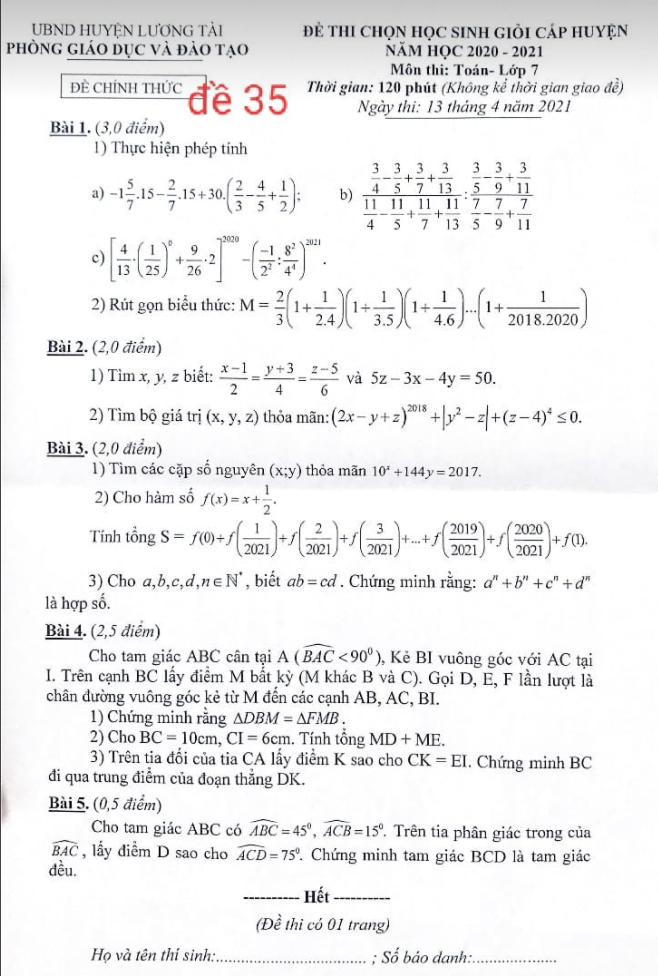 UBND HUYỆN LƯƠNG TÀI
PHÒNG GIÁO DỤC VÀ ĐÀO TẠO
ĐỀ CHÍNH THỨC
đề 35
ĐỀ THI CHỌN HỌC SINH GIỎI CẤP HUYỆN
NĂM HỌC 2020 - 2021
Môn thi: Toán- Lớp 7
Thời gian: 120 phút (Không kể thời gian giao đề)
Ngày thi: 13 tháng 4 năm 2021
Bài 1. (3,0 điểm)
1) Thực hiện phép tính
a) $-1\frac{5}{7}.15-\frac{2}{7}.15+30.\left(\frac{2}{3}-\frac{4}{5}+\frac{1}{2}\right)$; b) $\frac{\frac{3}{4}-\frac{3}{5}+\frac{3}{7}+\frac{3}{13}}{\frac{11}{4}-\frac{11}{5}+\frac{11}{7}+\frac{11}{13}}:\frac{\frac{3}{5}-\frac{3}{9}+\frac{3}{11}}{\frac{7}{5}-\frac{7}{9}+\frac{7}{11}}$
c) $\left[\frac{4}{13}.\left(\frac{1}{25}\right)^{0}+\frac{9}{26}.2\right]^{2020}-\left(\frac{-1}{2^2}:\frac{8^2}{4^4}\right)^{2021}$.
2) Rút gọn biểu thức: M = $\frac{2}{3}\left(1+\frac{1}{2.4}\right)\left(1+\frac{1}{3.5}\right)\left(1+\frac{1}{4.6}\right)...\left(1+\frac{1}{2018.2020}\right)$
Bài 2. (2,0 điểm)
1) Tìm x, y, z biết: $\frac{x-1}{2}=\frac{y+3}{4}=\frac{z-5}{6}$ và 5z − 3x − 4y = 50.
2) Tìm bộ giá trị (x, y, z) thỏa mãn: $(2x-y+z)^{2018}+|y^2-z|+(z-4)^4\le 0$.
Bài 3. (2,0 điểm)
1) Tìm các cặp số nguyên (x;y) thỏa mãn $10^x+144y=2017$.
2) Cho hàm số $f(x)=x+\frac{1}{2}$.
Tính tổng S = $f(0)+f\left(\frac{1}{2021}\right)+f\left(\frac{2}{2021}\right)+f\left(\frac{3}{2021}\right)+...+f\left(\frac{2019}{2021}\right)+f\left(\frac{2020}{2021}\right)+f(1)$.
3) Cho $a,b,c,d,n\in\mathbb{N}^*$, biết $ab=cd$. Chứng minh rằng: $a^n+b^n+c^n+d^n$
là hợp số.
Bài 4. (2,5 điểm)
Cho tam giác ABC cân tại A ( $\widehat{BAC}<90^0$ ), Kẻ BI vuông góc với AC tại
I. Trên cạnh BC lấy điểm M bất kỳ (M khác B và C). Gọi D, E, F lần lượt là
chân đường vuông góc kẻ từ M đến các cạnh AB, AC, BI.
1) Chứng minh rằng ΔDBM = ΔFMB.
2) Cho BC = 10cm, CI = 6cm. Tính tổng MD + ME.
3) Trên tia đối của tia CA lấy điểm K sao cho CK = EI. Chứng minh BC
đi qua trung điểm của đoạn thẳng DK.
Bài 5. (0,5 điểm)
Cho tam giác ABC có $\widehat{ABC}=45^0$, $\widehat{ACB}=15^0$. Trên tia phân giác trong của
$\widehat{BAC}$, lấy điểm D sao cho $\widehat{ACD}=75^0$. Chứng minh tam giác BCD là tam giác
đều.
---------- Hết ----------
(Đề thi có 01 trang)
Họ và tên thí sinh:.................................. ; Số báo danh:...................